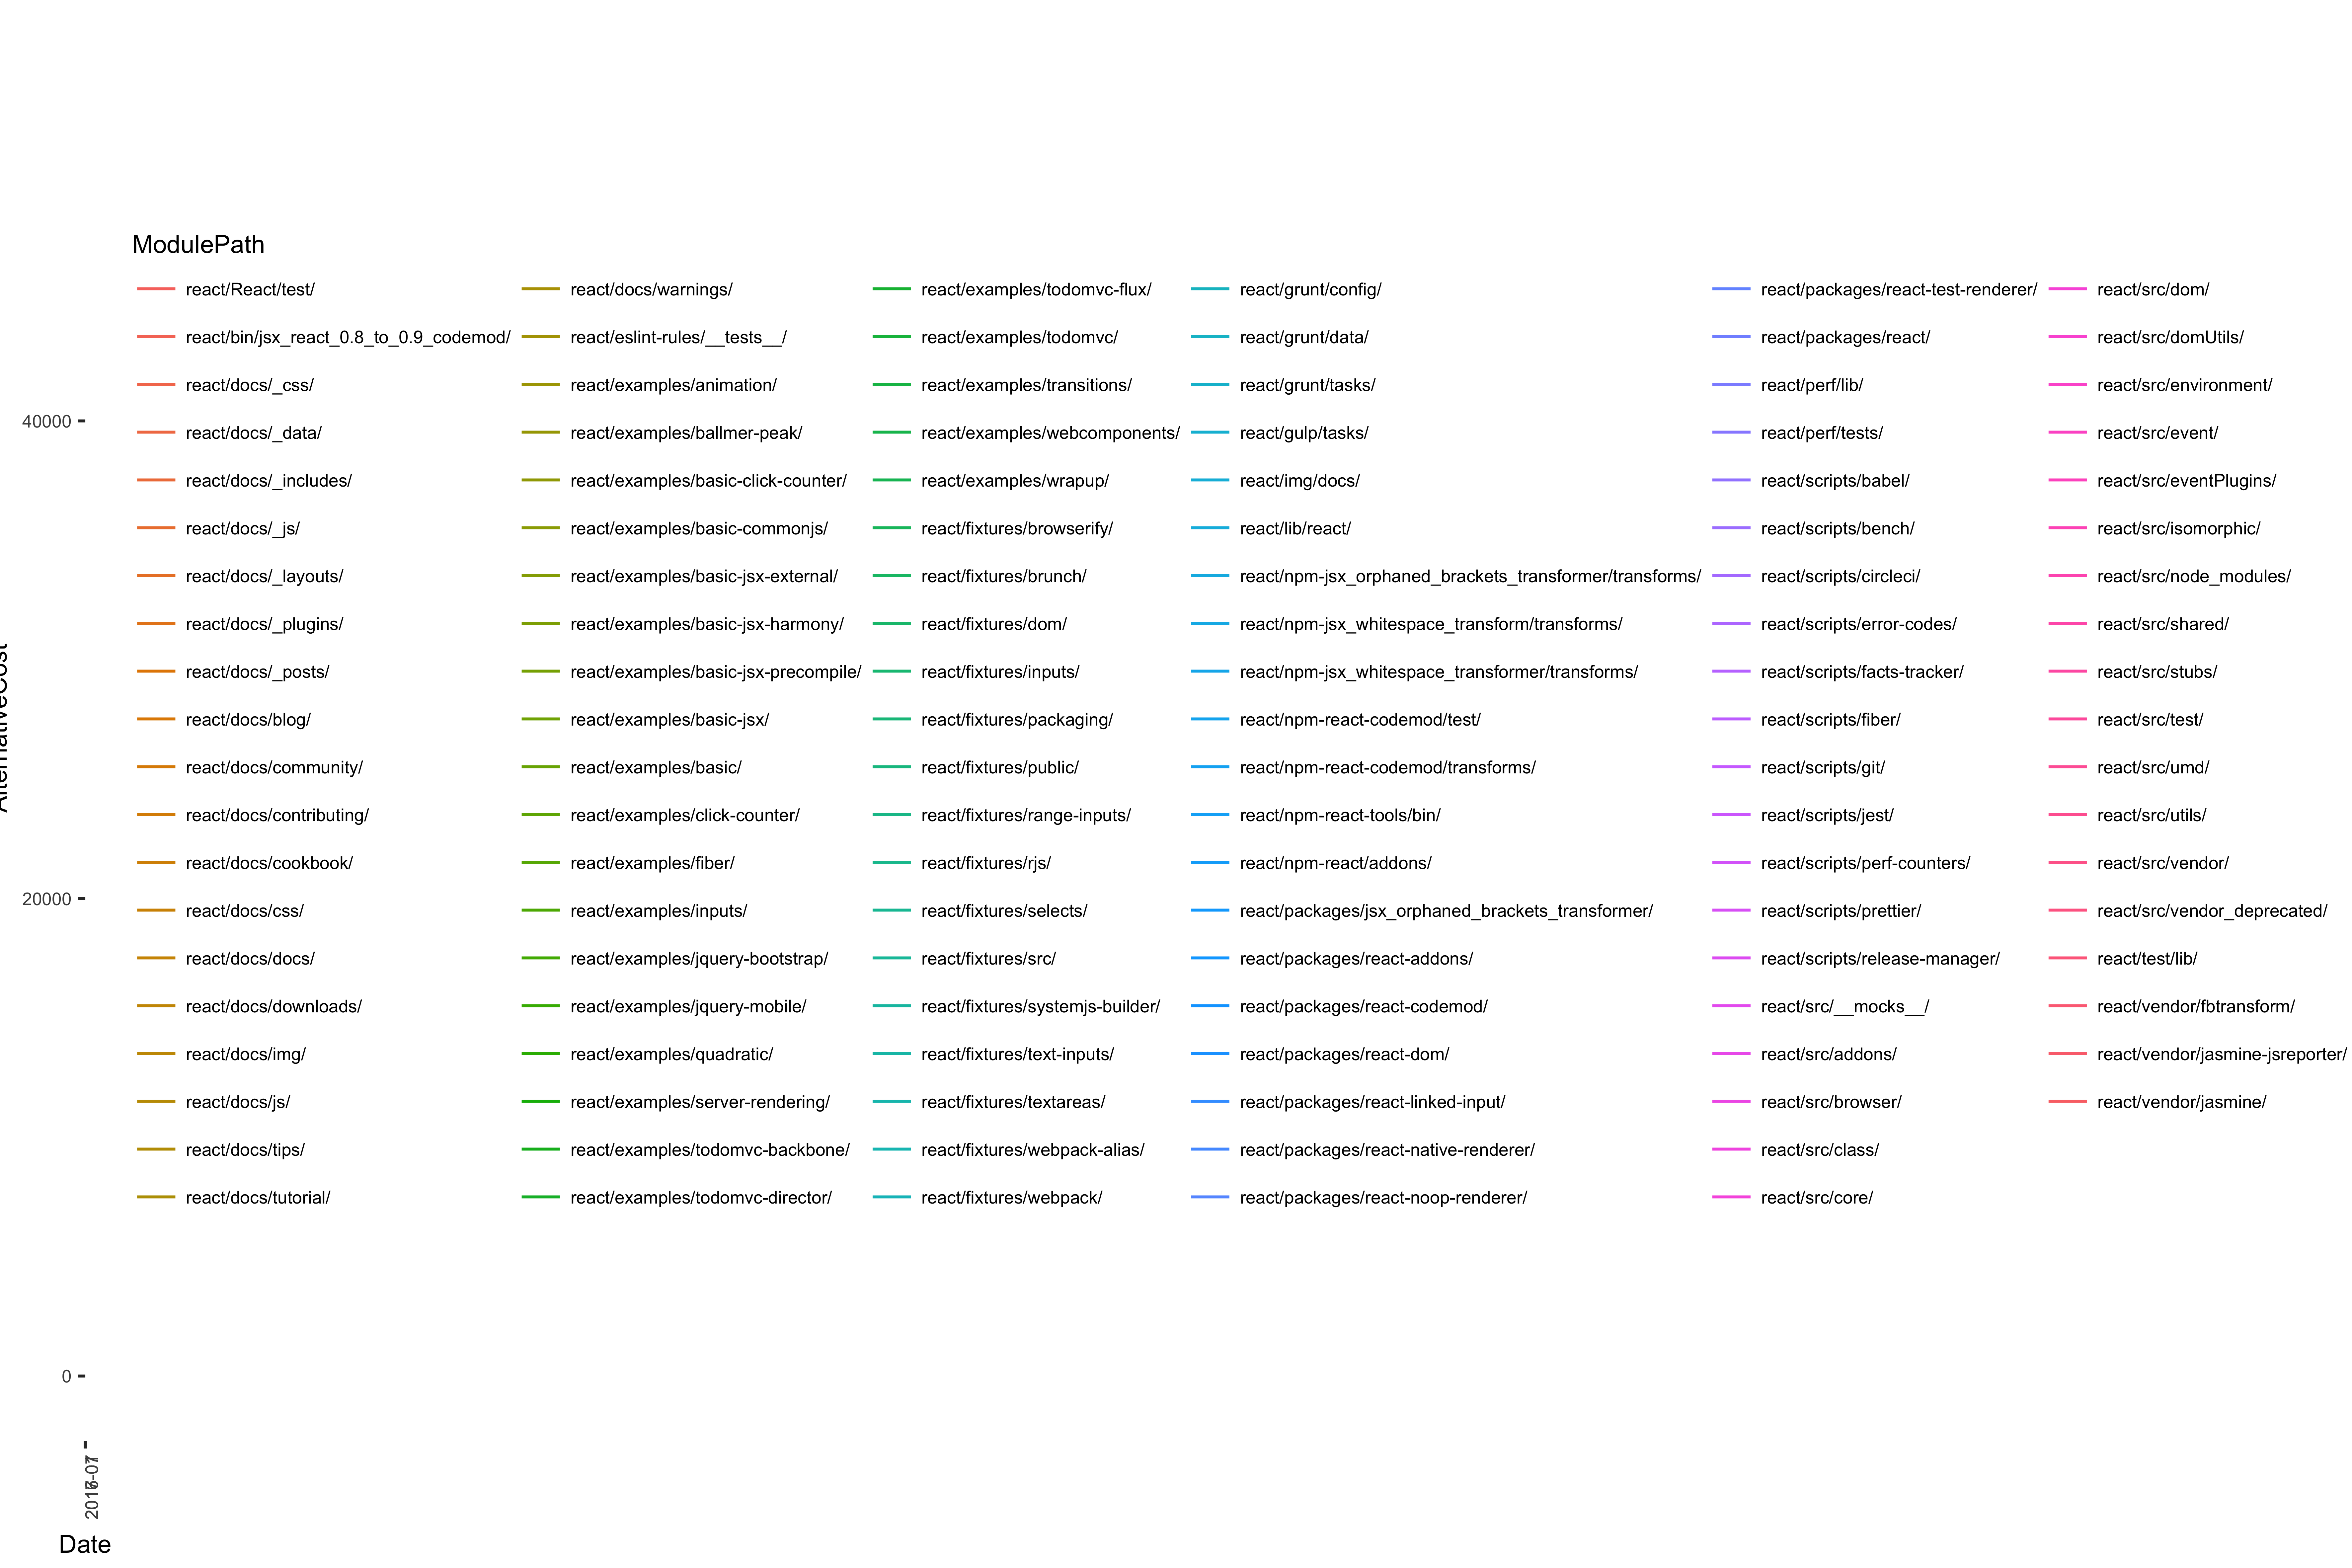 ModulePath
react/React/test/
react/bin/jsx_react_0.8_to_0.9_codemod/
react/docs/_css/
react/docs/_data/
react/docs/_includes/
react/docs/_js/
react/docs/_layouts/
react/docs/_plugins/
react/docs/_posts/
react/docs/blog/
react/docs/community/
react/docs/contributing/
react/docs/cookbook/
react/docs/css/
react/docs/docs/
react/docs/downloads/
react/docs/img/
react/docs/js/
react/docs/tips/
react/docs/tutorial/
react/docs/warnings/
react/eslint-rules/__tests__/
react/examples/animation/
react/examples/ballmer-peak/
react/examples/basic-click-counter/
react/examples/basic-commonjs/
react/examples/basic-jsx-external/
react/examples/basic-jsx-harmony/
react/examples/basic-jsx-precompile/
react/examples/basic-jsx/
react/examples/basic/
react/examples/click-counter/
react/examples/fiber/
react/examples/inputs/
react/examples/jquery-bootstrap/
react/examples/jquery-mobile/
react/examples/quadratic/
react/examples/server-rendering/
react/examples/todomvc-backbone/
react/examples/todomvc-director/
react/examples/todomvc-flux/
react/examples/todomvc/
react/examples/transitions/
react/examples/webcomponents/
react/examples/wrapup/
react/fixtures/browserify/
react/fixtures/brunch/
react/fixtures/dom/
react/fixtures/inputs/
react/fixtures/packaging/
react/fixtures/public/
react/fixtures/range-inputs/
react/fixtures/rjs/
react/fixtures/selects/
react/fixtures/src/
react/fixtures/systemjs-builder/
react/fixtures/text-inputs/
react/fixtures/textareas/
react/fixtures/webpack-alias/
react/fixtures/webpack/
react/grunt/config/
react/grunt/data/
react/grunt/tasks/
react/gulp/tasks/
react/img/docs/
react/lib/react/
react/npm-jsx_orphaned_brackets_transformer/transforms/
react/npm-jsx_whitespace_transform/transforms/
react/npm-jsx_whitespace_transformer/transforms/
react/npm-react-codemod/test/
react/npm-react-codemod/transforms/
react/npm-react-tools/bin/
react/npm-react/addons/
react/packages/jsx_orphaned_brackets_transformer/
react/packages/react-addons/
react/packages/react-codemod/
react/packages/react-dom/
react/packages/react-linked-input/
react/packages/react-native-renderer/
react/packages/react-noop-renderer/
react/packages/react-test-renderer/
react/packages/react/
react/perf/lib/
react/perf/tests/
react/scripts/babel/
react/scripts/bench/
react/scripts/circleci/
react/scripts/error-codes/
react/scripts/facts-tracker/
react/scripts/fiber/
react/scripts/git/
react/scripts/jest/
react/scripts/perf-counters/
react/scripts/prettier/
react/scripts/release-manager/
react/src/__mocks__/
react/src/addons/
react/src/browser/
react/src/class/
react/src/core/
react/src/dom/
react/src/domUtils/
react/src/environment/
react/src/event/
react/src/eventPlugins/
react/src/isomorphic/
react/src/node_modules/
react/src/shared/
react/src/stubs/
react/src/test/
react/src/umd/
react/src/utils/
react/src/vendor/
react/src/vendor_deprecated/
react/test/lib/
react/vendor/fbtransform/
react/vendor/jasmine-jsreporter/
react/vendor/jasmine/
40000
20000
0
AlternativeCost
Date